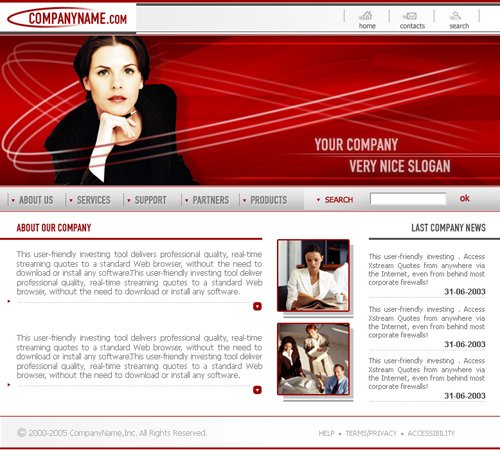 COMPANYNAME.COM
home contacts search
YOUR COMPANY
VERY NICE SLOGAN
ABOUT US SERVICES SUPPORT PARTNERS PRODUCTS SEARCH ok
ABOUT OUR COMPANY
This user-friendly investing tool delivers professional quality, real-time
streaming quotes to a standard Web browser, without the need to
download or install any software.This user-friendly investing tool deliver
professional quality, real-time streaming quotes to a standard Web
browser, without the need to download or install any software.
This user-friendly investing tool delivers professional quality, real-time
streaming quotes to a standard Web browser, without the need to
download or install any software.This user-friendly investing tool deliver
professional quality, real-time streaming quotes to a standard Web
browser, without the need to download or install any software.
LAST COMPANY NEWS
This user-friendly investing . Access
Xstream Quotes from anywhere via
the Internet, even from behind most
corporate firewalls!
31-06-2003
This user-friendly investing . Access
Xstream Quotes from anywhere via
the Internet, even from behind most
corporate firewalls!
31-06-2003
This user-friendly investing . Access
Xstream Quotes from anywhere via
the Internet, even from behind most
corporate firewalls!
31-06-2003
© 2000-2005 CompanyName,Inc. All Rights Reserved.
HELP • TERMS/PRIVACY • ACCESSIBILITY